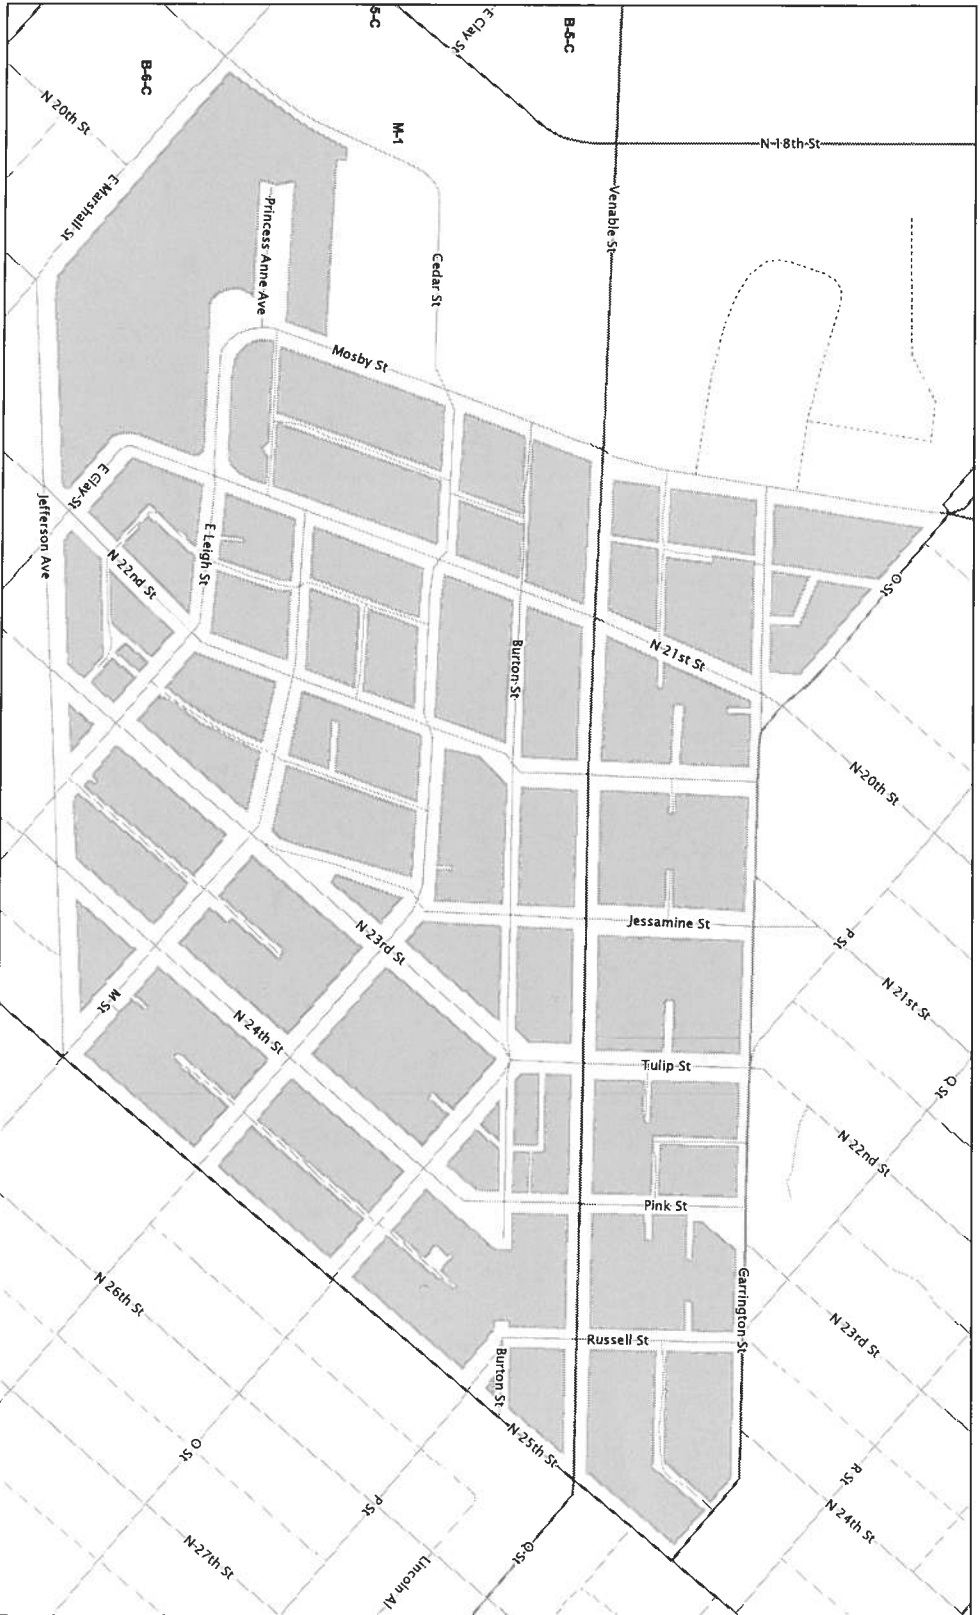 5-C
E Clay St
B-5-C
B-6-C
N 20th St
M-1
N 18th St
E Marshall St
Princess Anne Ave
Venable St
Cedar St
Mosby St
E Clay St
Jefferson Ave
E Leigh St
N 22nd St
O St
Burton St
N 21st St
N 20th St
N 23rd St
Jessamine St
P St
N 21st St
M St
N 24th St
Tulip St
Q St
N 22nd St
Pink St
N 26th St
Carrington St
N 23rd St
Russell St
Burton St
N 25th St
O St
P St
R St
N 24th St
N 27th St
Lincoln Al
Q St